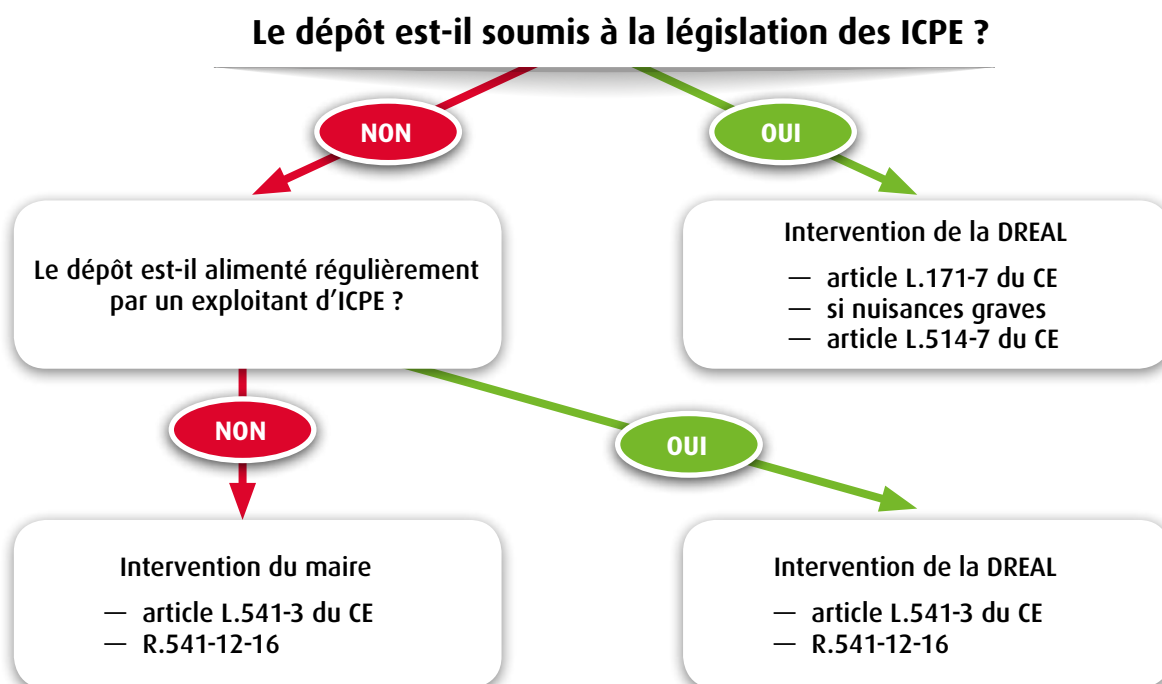 Le dépôt est-il soumis à la législation des ICPE ?
NON
OUI
Le dépôt est-il alimenté régulièrement
par un exploitant d’ICPE ?
Intervention de la DREAL
— article L.171-7 du CE
— si nuisances graves
— article L.514-7 du CE
NON
OUI
Intervention du maire
— article L.541-3 du CE
— R.541-12-16
Intervention de la DREAL
— article L.541-3 du CE
— R.541-12-16